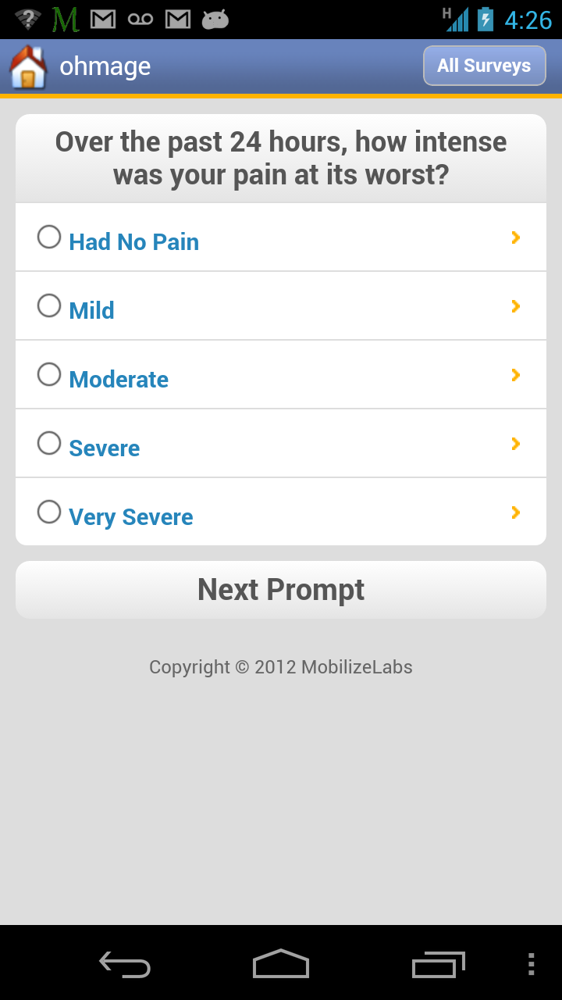 M H 4:26
ohmage All Surveys
Over the past 24 hours, how intense
was your pain at its worst?
Had No Pain
Mild
Moderate
Severe
Very Severe
Next Prompt
Copyright © 2012 MobilizeLabs